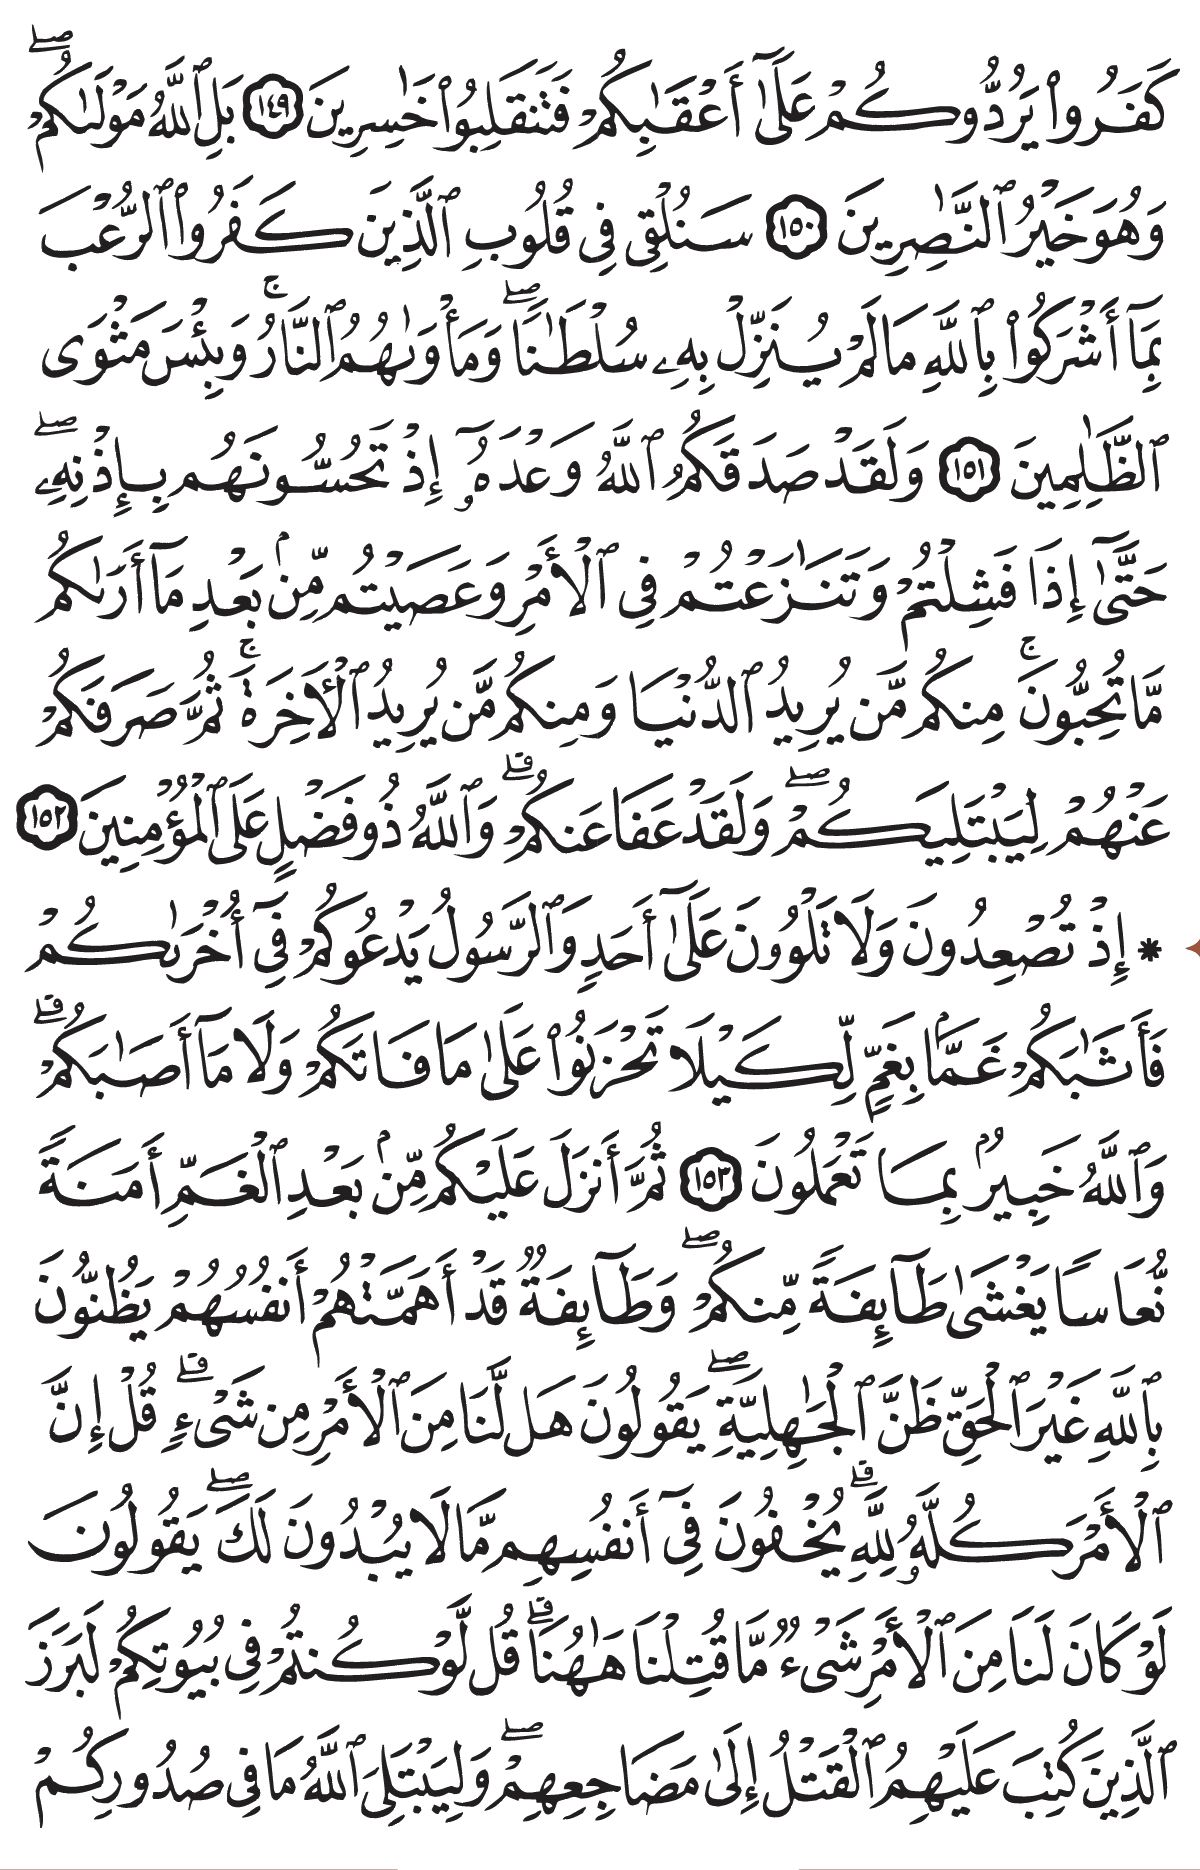 كَفَرُوا۟ يَرُدُّوكُمْ عَلَىٰٓ أَعْقَـٰبِكُمْ فَتَنقَلِبُوا۟ خَـٰسِرِينَ ١٤٩ بَلِ ٱللَّهُ مَوْلَىٰكُمْ ۖ
وَهُوَ خَيْرُ ٱلنَّـٰصِرِينَ ١٥٠ سَنُلْقِى فِى قُلُوبِ ٱلَّذِينَ كَفَرُوا۟ ٱلرُّعْبَ
بِمَآ أَشْرَكُوا۟ بِٱللَّهِ مَا لَمْ يُنَزِّلْ بِهِۦ سُلْطَـٰنًا ۖ وَمَأْوَىٰهُمُ ٱلنَّارُ ۚ وَبِئْسَ مَثْوَى
ٱلظَّـٰلِمِينَ ١٥١ وَلَقَدْ صَدَقَكُمُ ٱللَّهُ وَعْدَهُۥٓ إِذْ تَحُسُّونَهُم بِإِذْنِهِۦ ۖ
حَتَّىٰٓ إِذَا فَشِلْتُمْ وَتَنَـٰزَعْتُمْ فِى ٱلْأَمْرِ وَعَصَيْتُم مِّنۢ بَعْدِ مَآ أَرَىٰكُم
مَّا تُحِبُّونَ ۚ مِنكُم مَّن يُرِيدُ ٱلدُّنْيَا وَمِنكُم مَّن يُرِيدُ ٱلْـَٔاخِرَةَ ۚ ثُمَّ صَرَفَكُمْ
عَنْهُمْ لِيَبْتَلِيَكُمْ ۖ وَلَقَدْ عَفَا عَنكُمْ ۗ وَٱللَّهُ ذُو فَضْلٍ عَلَى ٱلْمُؤْمِنِينَ ١٥٢
* إِذْ تُصْعِدُونَ وَلَا تَلْوُۥنَ عَلَىٰٓ أَحَدٍ وَٱلرَّسُولُ يَدْعُوكُمْ فِىٓ أُخْرَىٰكُمْ
فَأَثَـٰبَكُمْ غَمًّۢا بِغَمٍّ لِّكَيْلَا تَحْزَنُوا۟ عَلَىٰ مَا فَاتَكُمْ وَلَا مَآ أَصَـٰبَكُمْ ۗ
وَٱللَّهُ خَبِيرٌۢ بِمَا تَعْمَلُونَ ١٥٣ ثُمَّ أَنزَلَ عَلَيْكُم مِّنۢ بَعْدِ ٱلْغَمِّ أَمَنَةً
نُّعَاسًا يَغْشَىٰ طَآئِفَةً مِّنكُمْ ۖ وَطَآئِفَةٌ قَدْ أَهَمَّتْهُمْ أَنفُسُهُمْ يَظُنُّونَ
بِٱللَّهِ غَيْرَ ٱلْحَقِّ ظَنَّ ٱلْجَـٰهِلِيَّةِ ۖ يَقُولُونَ هَل لَّنَا مِنَ ٱلْأَمْرِ مِن شَىْءٍ ۗ قُلْ إِنَّ
ٱلْأَمْرَ كُلَّهُۥ لِلَّهِ ۗ يُخْفُونَ فِىٓ أَنفُسِهِم مَّا لَا يُبْدُونَ لَكَ ۖ يَقُولُونَ
لَوْ كَانَ لَنَا مِنَ ٱلْأَمْرِ شَىْءٌ مَّا قُتِلْنَا هَـٰهُنَا ۗ قُل لَّوْ كُنتُمْ فِى بُيُوتِكُمْ لَبَرَزَ
ٱلَّذِينَ كُتِبَ عَلَيْهِمُ ٱلْقَتْلُ إِلَىٰ مَضَاجِعِهِمْ ۖ وَلِيَبْتَلِىَ ٱللَّهُ مَا فِى صُدُورِكُمْ